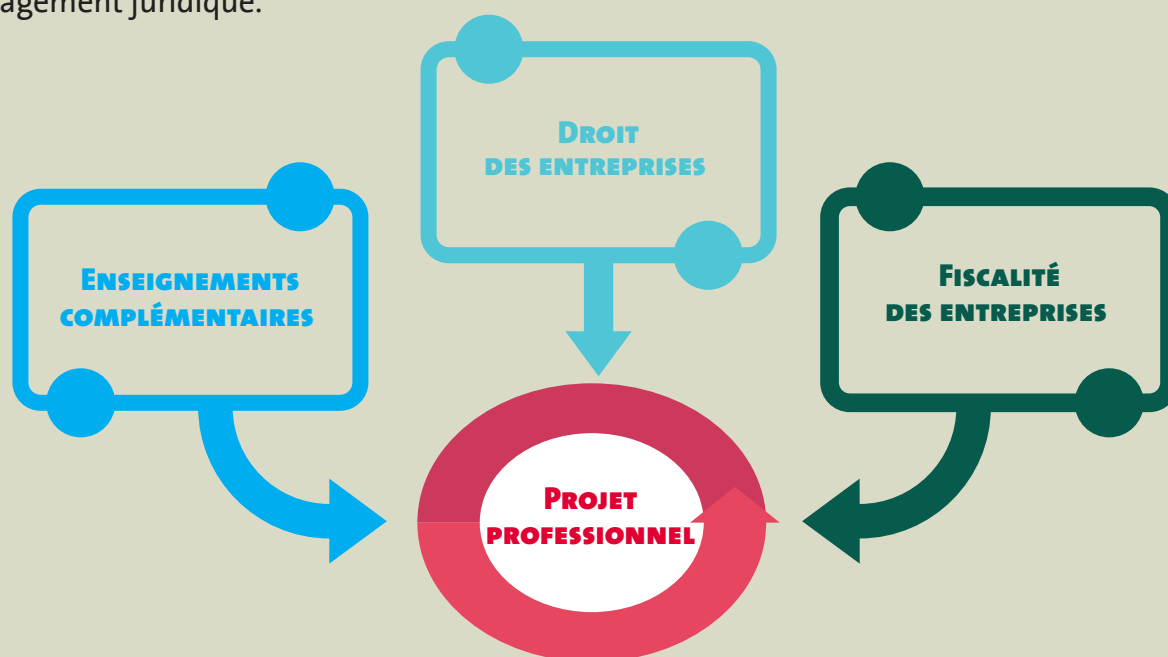 agement juridique.
Droit
des entreprises
Enseignements
complémentaires
Fiscalité
des entreprises
Projet
professionnel